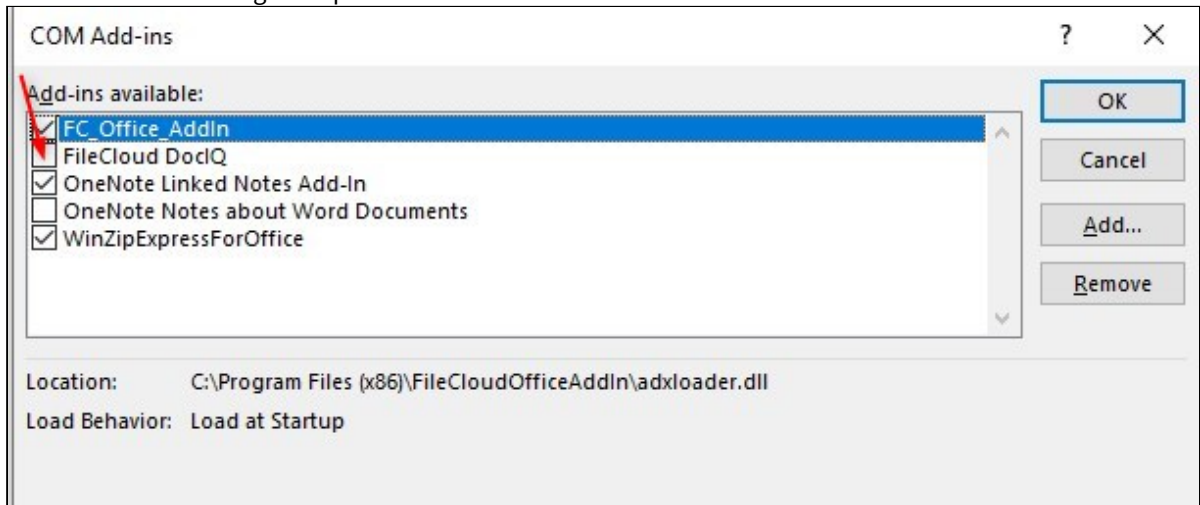 COM Add-ins ?
Add-ins available:
FC_Office_AddIn
FileCloud DocIQ
OneNote Linked Notes Add-In
OneNote Notes about Word Documents
WinZipExpressForOffice
OK
Cancel
Add...
Remove
Location: C:\Program Files (x86)\FileCloudOfficeAddIn\adxloader.dll
Load Behavior: Load at Startup